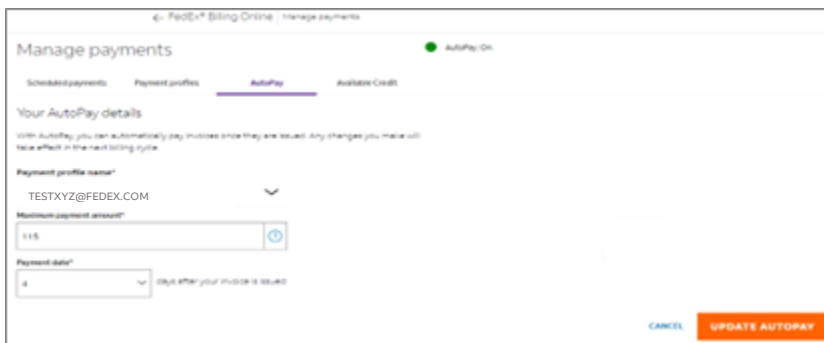 ← FedEx® Billing Online | Manage payments
Manage payments
AutoPay: On
Scheduled payments Payment profiles AutoPay Available Credit
Your AutoPay details
With AutoPay, you can automatically pay invoices once they are issued. Any changes you make will
take effect in the next billing cycle.
Payment profile name*
TESTXYZ@FEDEX.COM
Maximum payment amount*
115
Payment date*
4 days after your invoice is issued
CANCEL UPDATE AUTOPAY